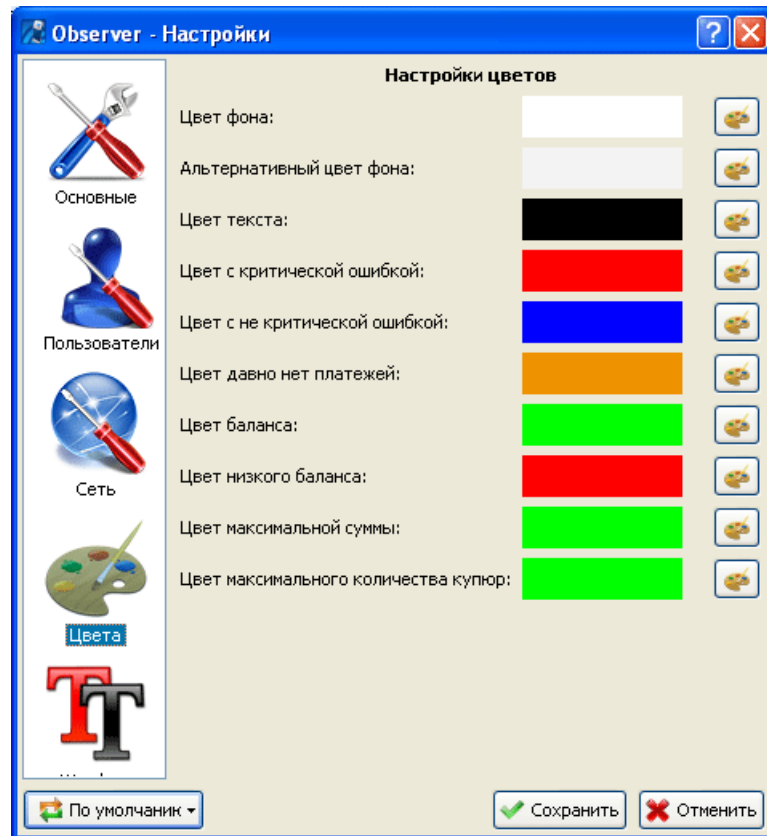 Observer - Настройки
Настройки цветов
Цвет фона:
Альтернативный цвет фона:
Цвет текста:
Цвет с критической ошибкой:
Цвет с не критической ошибкой:
Цвет давно нет платежей:
Цвет баланса:
Цвет низкого баланса:
Цвет максимальной суммы:
Цвет максимального количества купюр:
Основные
Пользователи
Сеть
Цвета
По умолчанию
Сохранить
Отменить